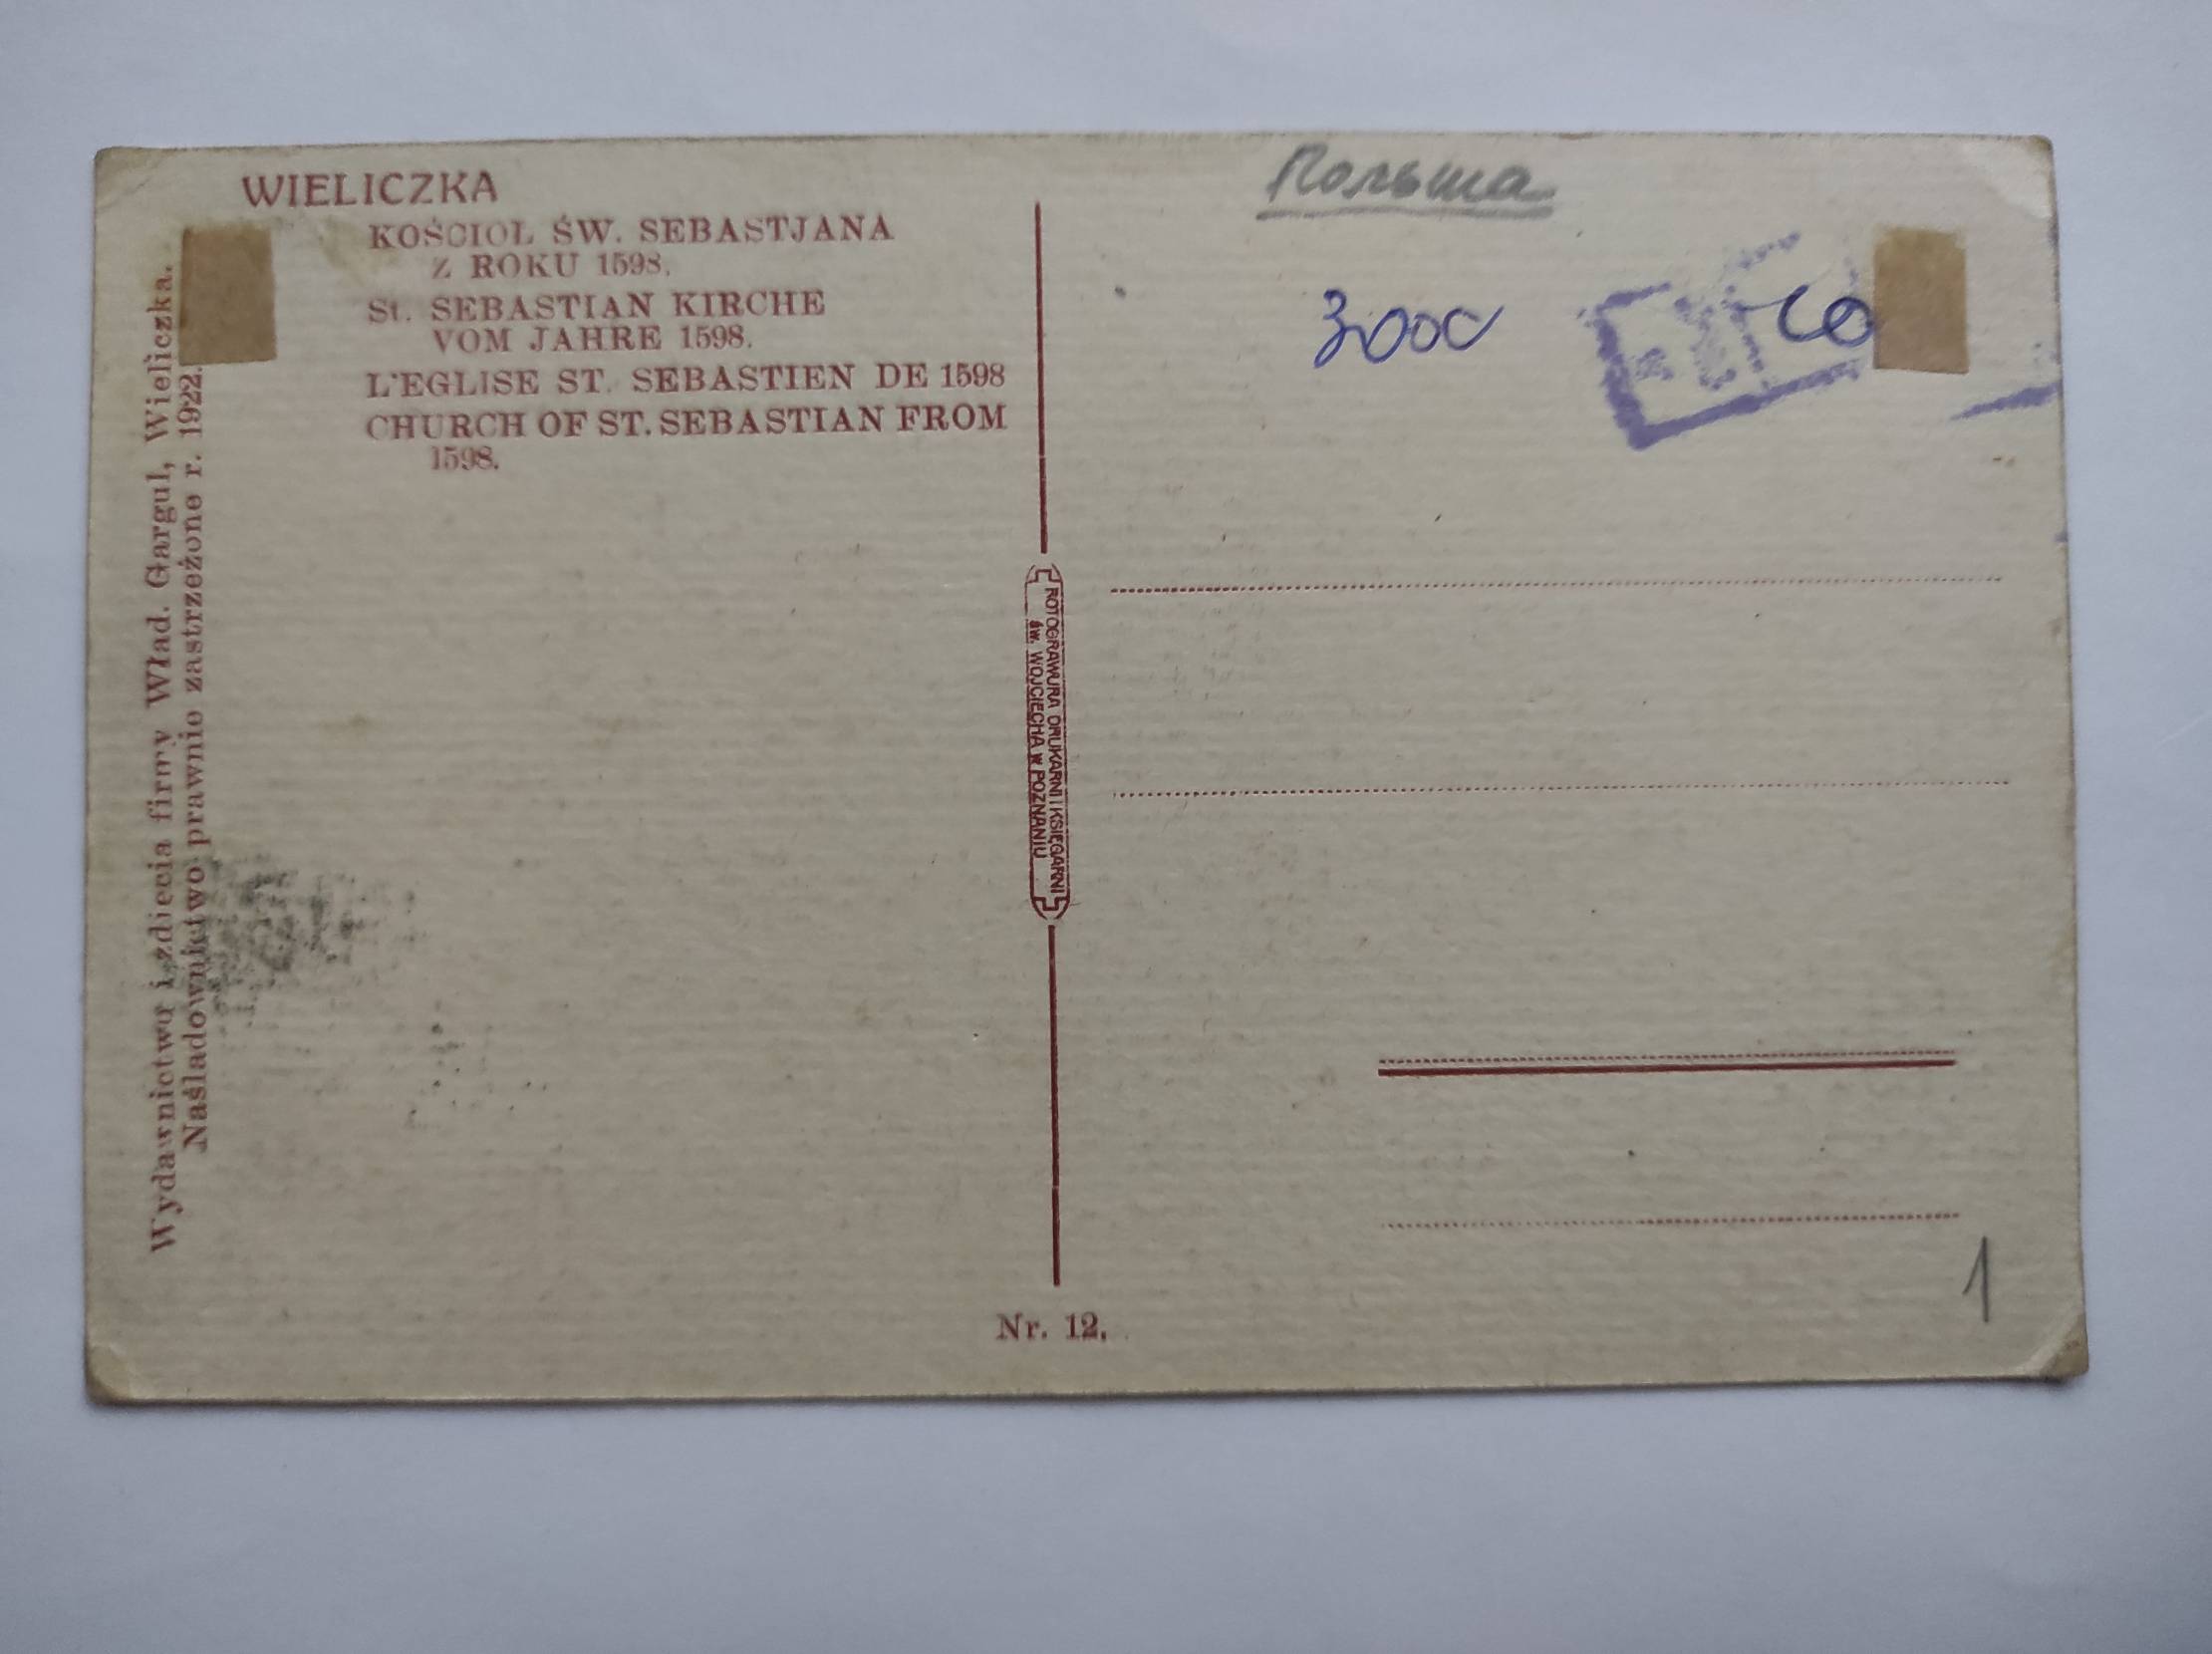 WIELICZKA
KOŚCIOL ŚW. SEBASTJANA
Z ROKU 1598.
St. SEBASTIAN KIRCHE
VOM JAHRE 1598.
L'EGLISE ST. SEBASTIEN DE 1598
CHURCH OF ST. SEBASTIAN FROM
1598.
Wydawnictwo i zdjęcia firmy Wład. Gargul, Wieliczka.
Naśladownictwo prawnie zastrzeżone r. 1922.
ROTOGRAWURA DRUKARNI I KSIĘGARNI
św. WOJCIECHA w POZNANIU
Nr. 12.
Польша
3000
1